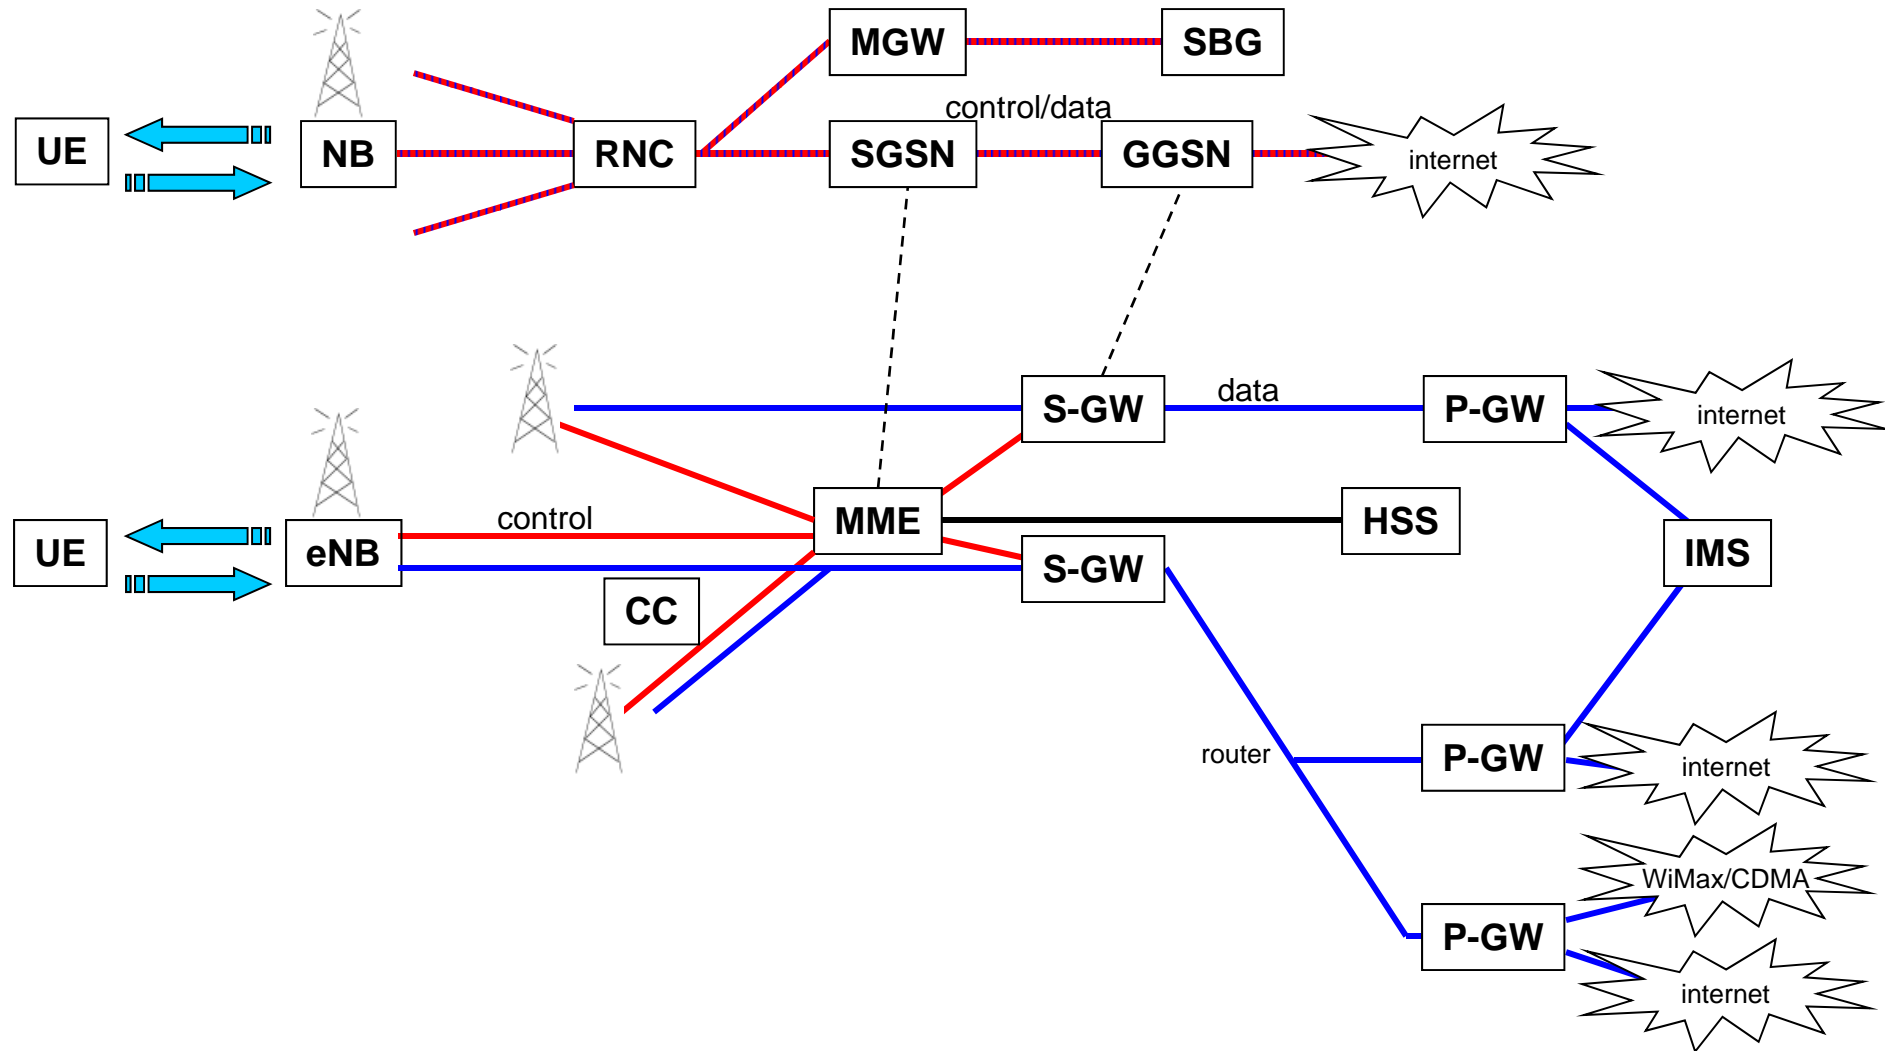 MGW
SBG
control/data
UE
NB
RNC
SGSN
GGSN
internet
S-GW
data
P-GW
internet
control
MME
HSS
UE
eNB
S-GW
IMS
CC
router
P-GW
internet
WiMax/CDMA
P-GW
internet